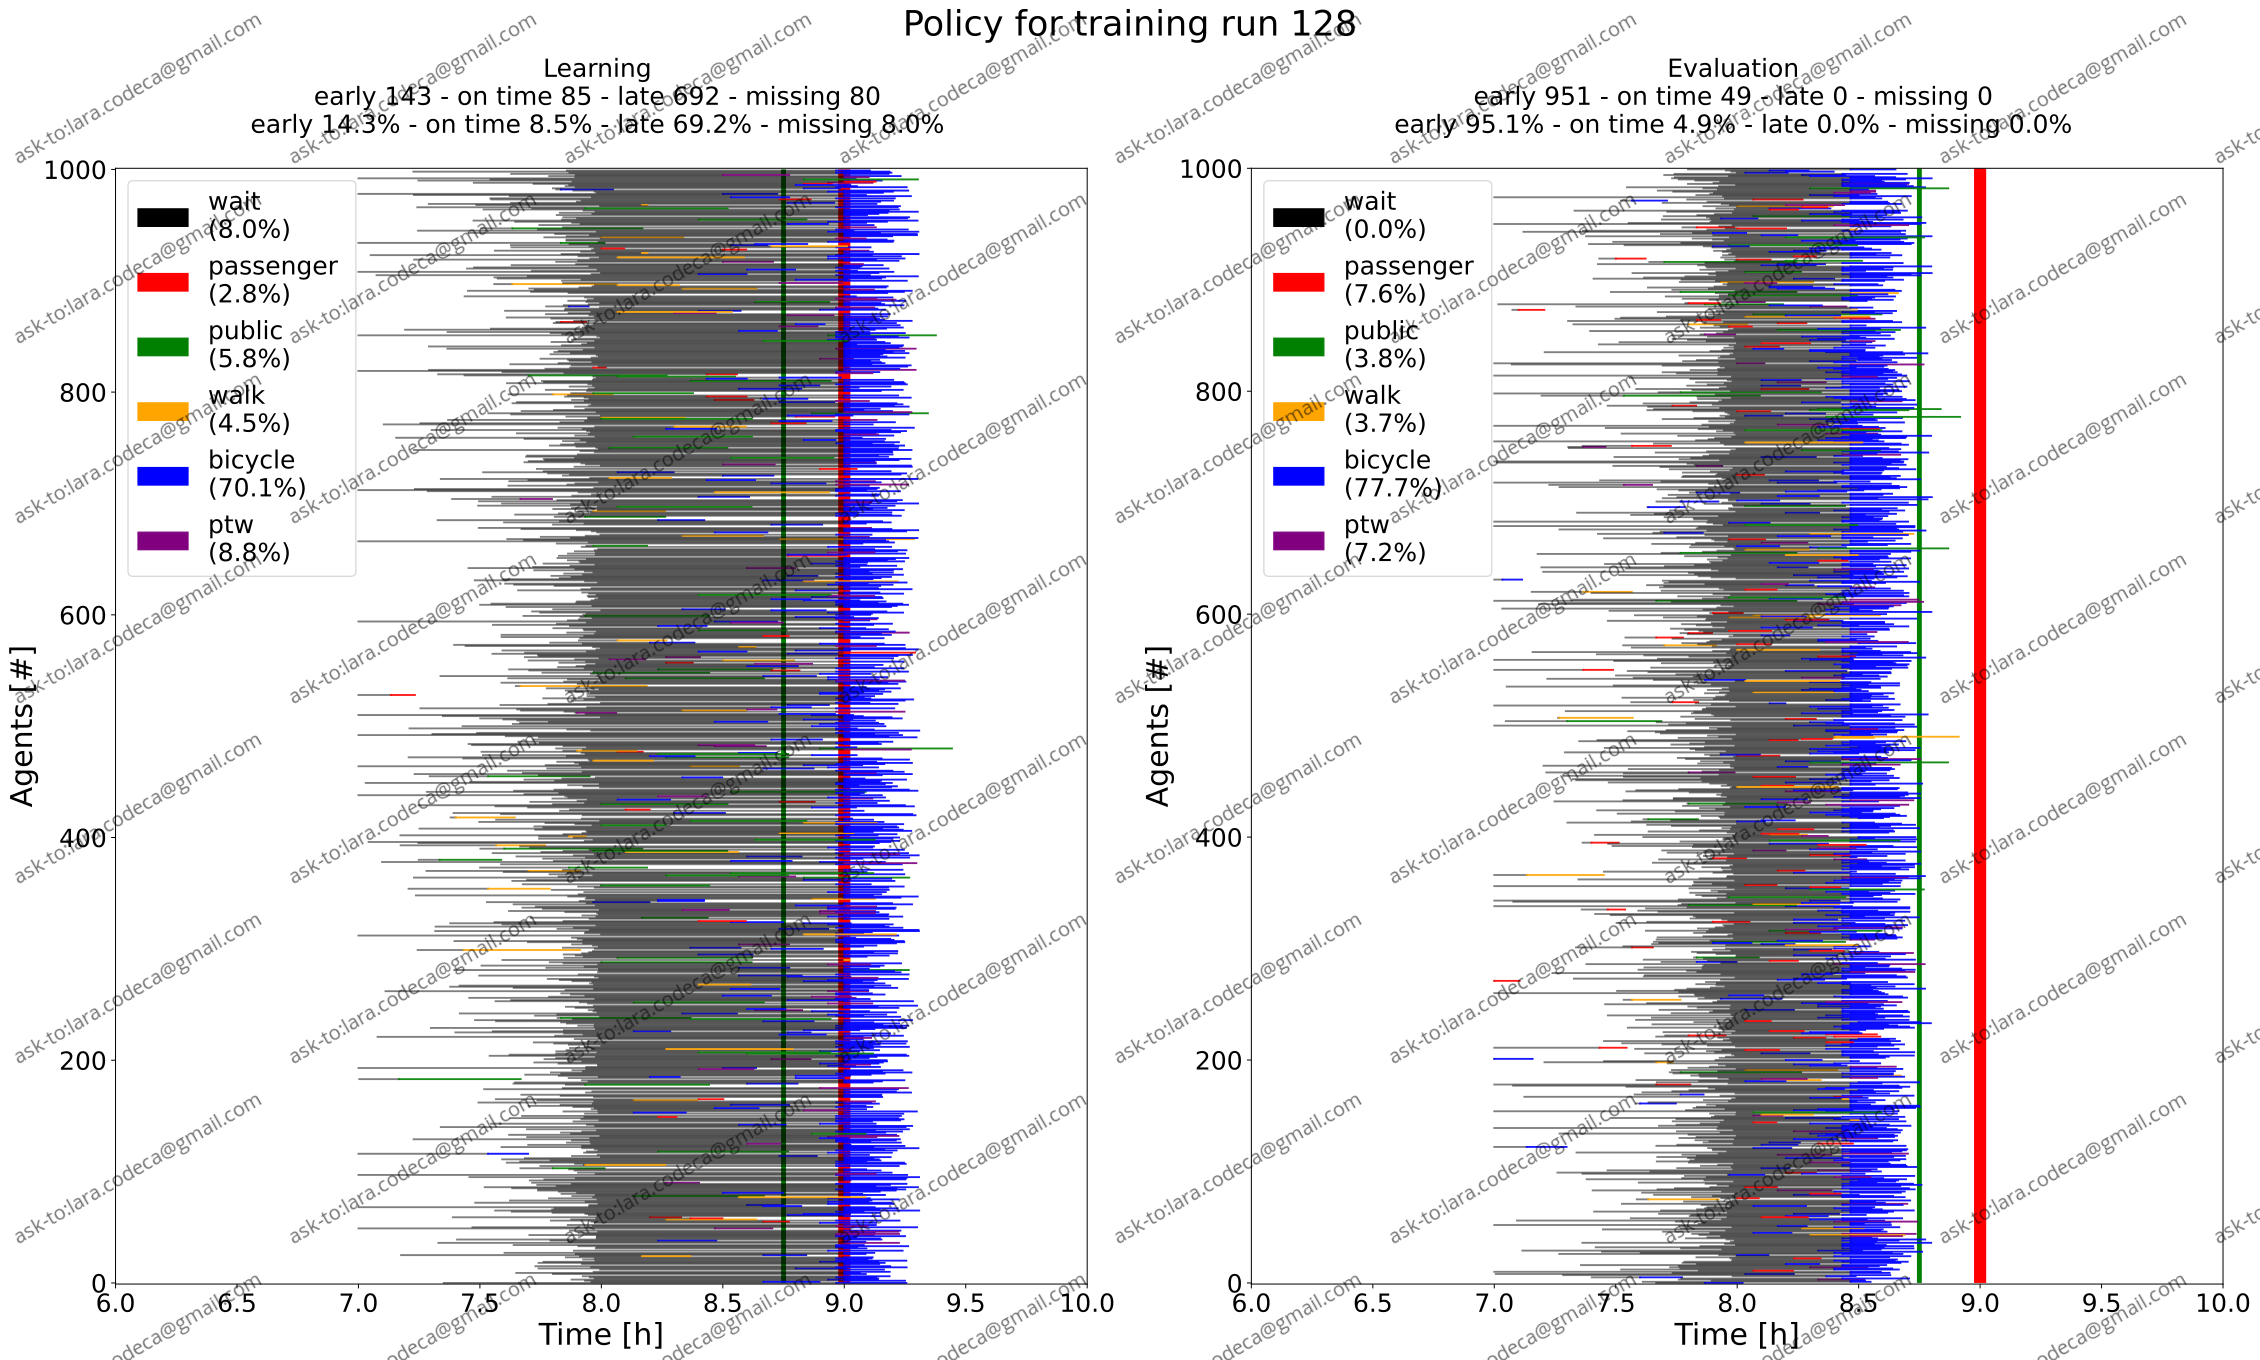 Policy for training run 128
Learning
early 143 - on time 85 - late 692 - missing 80
early 14.3% - on time 8.5% - late 69.2% - missing 8.0%
Evaluation
early 951 - on time 49 - late 0 - missing 0
early 95.1% - on time 4.9% - late 0.0% - missing 0.0%
wait
(8.0%)
passenger
(2.8%)
public
(5.8%)
walk
(4.5%)
bicycle
(70.1%)
ptw
(8.8%)
Agents [#]
1000
800
600
400
200
0
6.0 6.5 7.0 7.5 8.0 8.5 9.0 9.5 10.0
Time [h]
wait
(0.0%)
passenger
(7.6%)
public
(3.8%)
walk
(3.7%)
bicycle
(77.7%)
ptw
(7.2%)
Agents [#]
1000
800
600
400
200
0
6.0 6.5 7.0 7.5 8.0 8.5 9.0 9.5 10.0
Time [h]
ask-to:lara.codeca@gmail.com